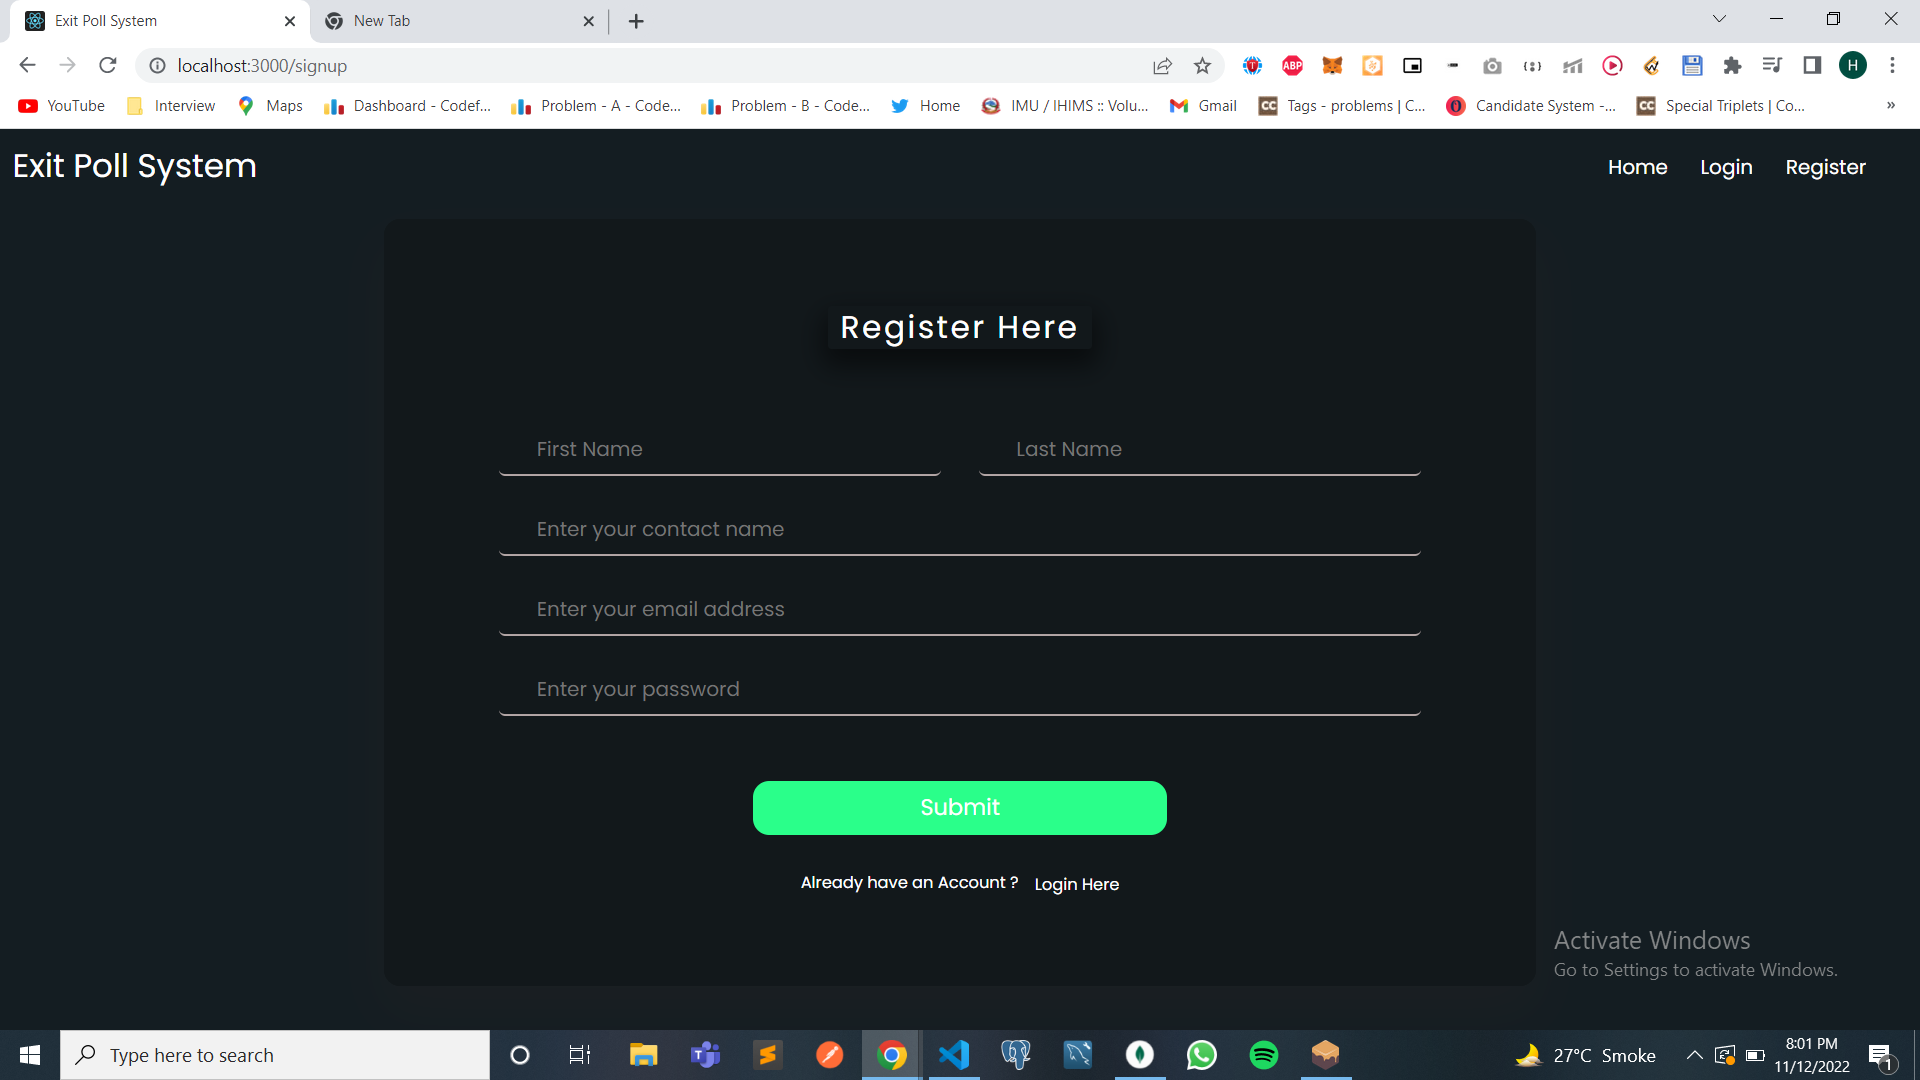 Exit Poll System
New Tab
localhost:3000/signup
ABP
H
YouTube Interview Maps Dashboard - Codef... Problem - A - Code... Problem - B - Code... Home IMU / IHIMS :: Volu... Gmail CC Tags - problems | C... Candidate System -... CC Special Triplets | Co... »
Exit Poll System
Home Login Register
Register Here
First Name Last Name
Enter your contact name
Enter your email address
Enter your password
Submit
Already have an Account ? Login Here
Activate Windows
Go to Settings to activate Windows.
Type here to search
27°C Smoke
8:01 PM
11/12/2022
1